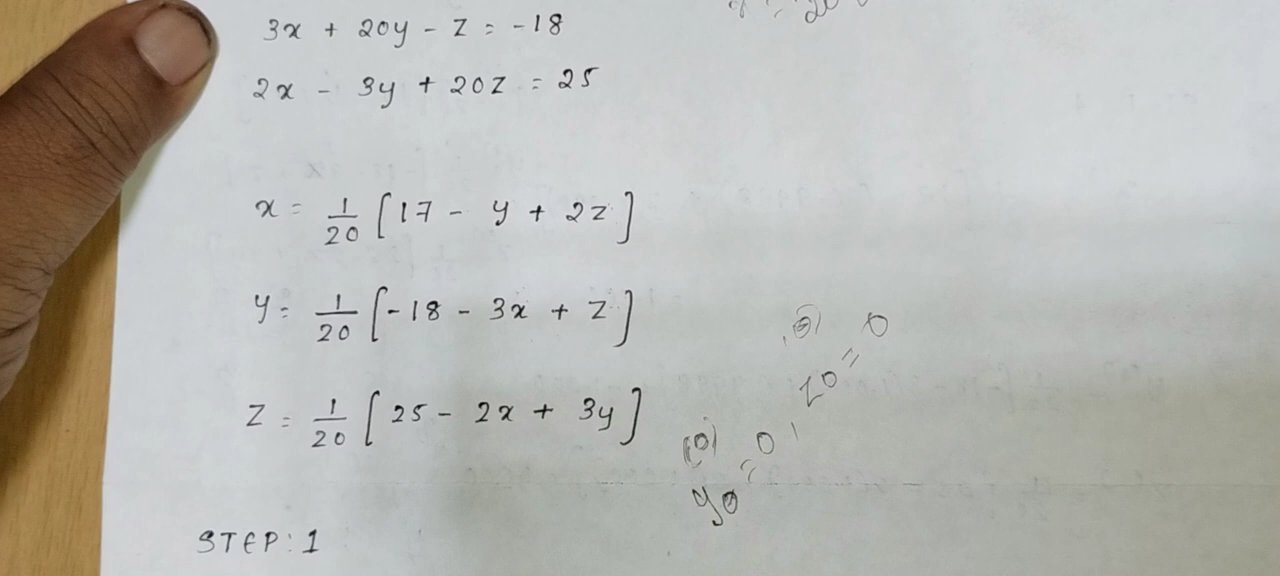 3x + 20y - z = -18
2x - 3y + 20z = 25
x = 1/20 [17 - y + 2z]
y = 1/20 [-18 - 3x + z]
z = 1/20 [25 - 2x + 3y]
z0 = 0
y0 = 0
STEP: 1